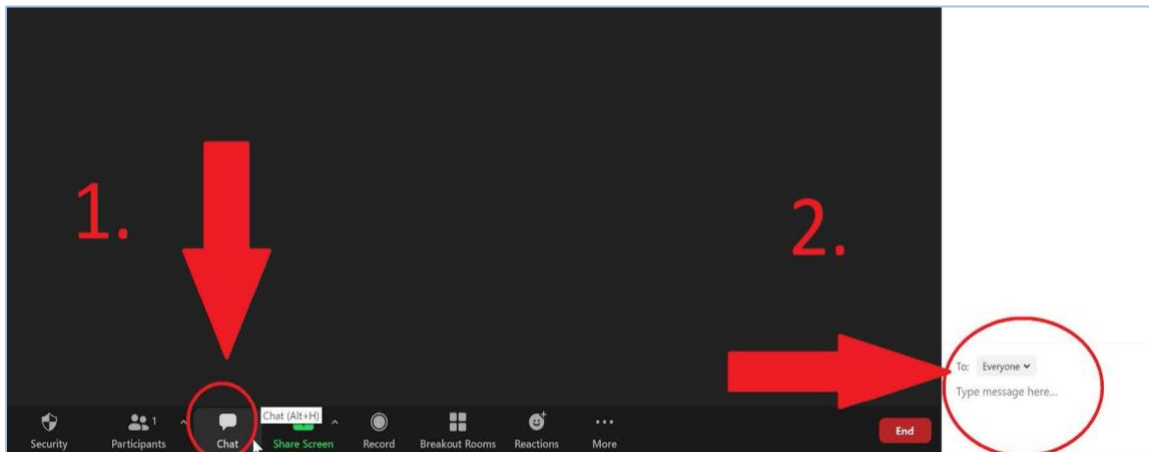 1.
2.
To: Everyone
Type message here...
1
Chat (Alt+H)
Security
Participants
Chat
Share Screen
Record
Breakout Rooms
Reactions
More
End